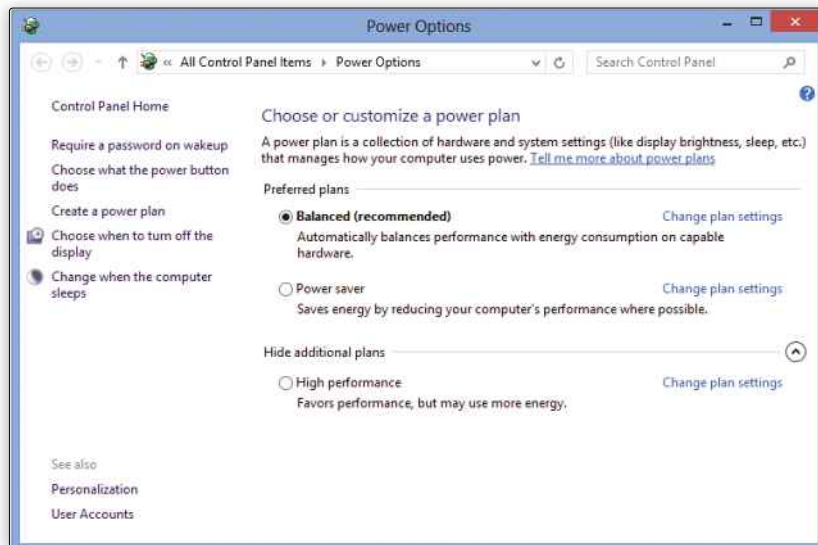 Power Options
« All Control Panel Items ▸ Power Options
Search Control Panel
Control Panel Home
Require a password on wakeup
Choose what the power button
does
Create a power plan
Choose when to turn off the
display
Change when the computer
sleeps
See also
Personalization
User Accounts
Choose or customize a power plan
A power plan is a collection of hardware and system settings (like display brightness, sleep, etc.)
that manages how your computer uses power. Tell me more about power plans
Preferred plans
Balanced (recommended) Change plan settings
Automatically balances performance with energy consumption on capable
hardware.
Power saver Change plan settings
Saves energy by reducing your computer's performance where possible.
Hide additional plans
High performance Change plan settings
Favors performance, but may use more energy.